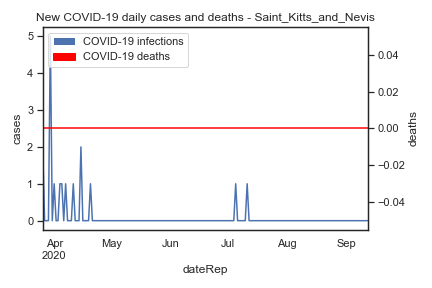 New COVID-19 daily cases and deaths - Saint_Kitts_and_Nevis
COVID-19 infections
COVID-19 deaths
5
4
3
2
1
0
cases
0.04
0.02
0.00
−0.02
−0.04
deaths
Apr
2020
May
Jun
Jul
Aug
Sep
dateRep